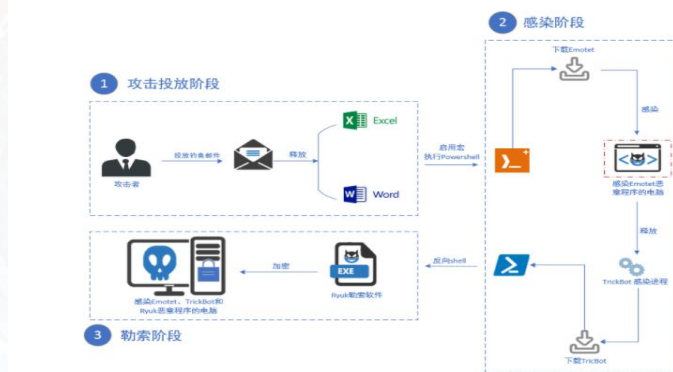 2 感染阶段
下载Emotet
1 攻击投放阶段
感染
Excel
启用宏
执行Powershell
投放钓鱼邮件
释放
攻击者
感染Emotet恶
意程序的电脑
Word
释放
反向shell
加密
EXE
TrickBot 感染进程
Ryuk勒索软件
感染Emotet、TrickBot和
Ryuk恶意程序的电脑
3 勒索阶段
下载TricBot